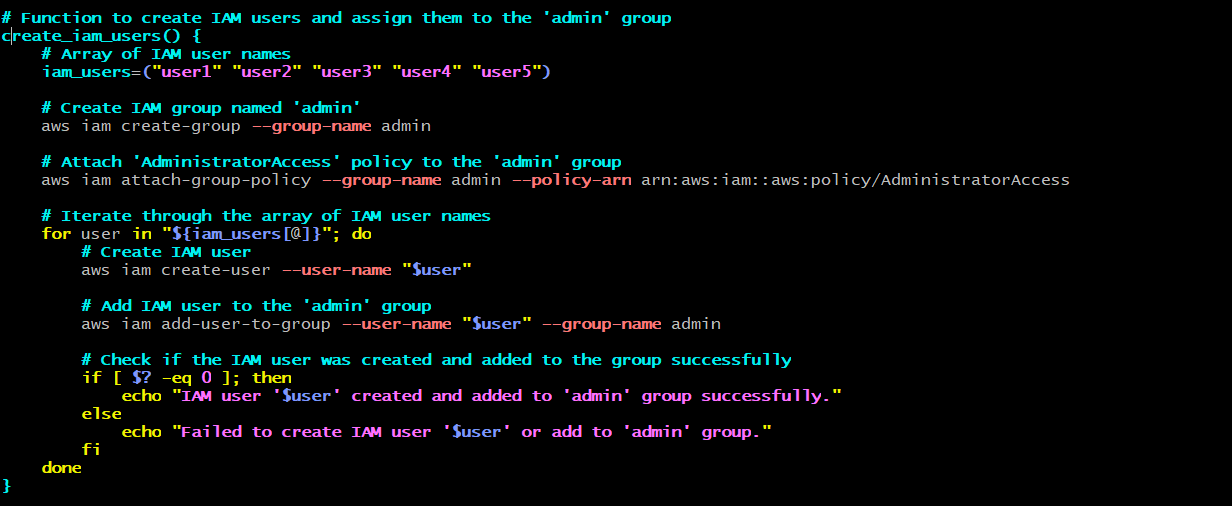 # Function to create IAM users and assign them to the 'admin' group
create_iam_users() {
    # Array of IAM user names
    iam_users=("user1" "user2" "user3" "user4" "user5")

    # Create IAM group named 'admin'
    aws iam create-group --group-name admin

    # Attach 'AdministratorAccess' policy to the 'admin' group
    aws iam attach-group-policy --group-name admin --policy-arn arn:aws:iam::aws:policy/AdministratorAccess

    # Iterate through the array of IAM user names
    for user in "${iam_users[@]}"; do
        # Create IAM user
        aws iam create-user --user-name "$user"

        # Add IAM user to the 'admin' group
        aws iam add-user-to-group --user-name "$user" --group-name admin

        # Check if the IAM user was created and added to the group successfully
        if [ $? -eq 0 ]; then
            echo "IAM user '$user' created and added to 'admin' group successfully."
        else
            echo "Failed to create IAM user '$user' or add to 'admin' group."
        fi
    done
}